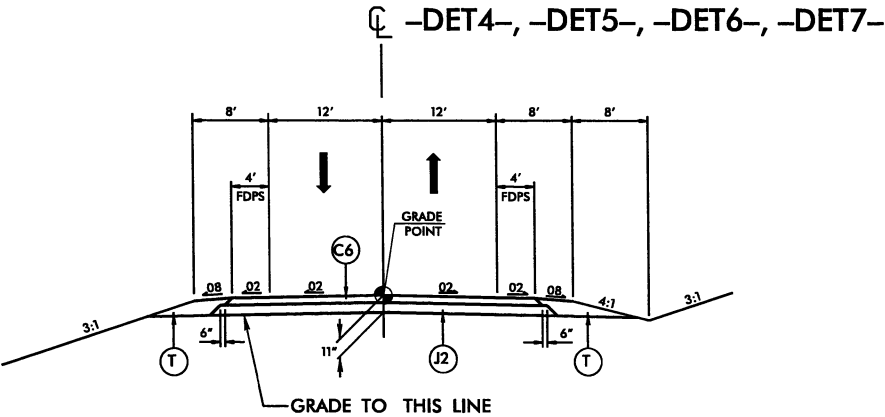 ℄ –DET4–, –DET5–, –DET6–, –DET7–
8' 12' 12' 8' 8'
4' 4'
FDPS FDPS
GRADE
POINT
C6
.08 .02 .02 .02 .02 .08
3:1 4:1 3:1
6" 11" 6"
T J2 T
GRADE TO THIS LINE